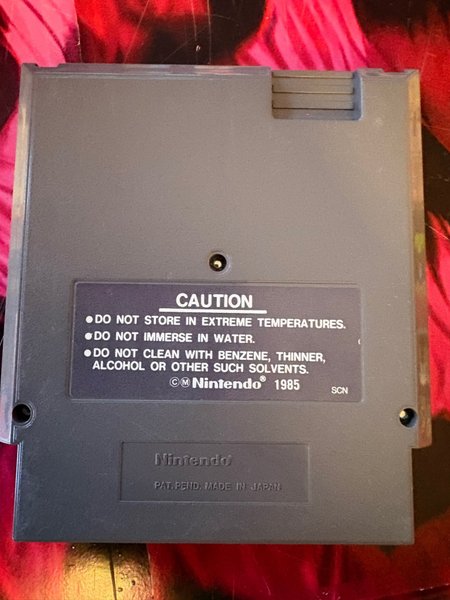 CAUTION
●DO NOT STORE IN EXTREME TEMPERATURES.
●DO NOT IMMERSE IN WATER.
●DO NOT CLEAN WITH BENZENE, THINNER,
ALCOHOL OR OTHER SUCH SOLVENTS.
©Ⓜ Nintendo® 1985
SCN
Nintendo®
PAT. PEND. MADE IN JAPAN